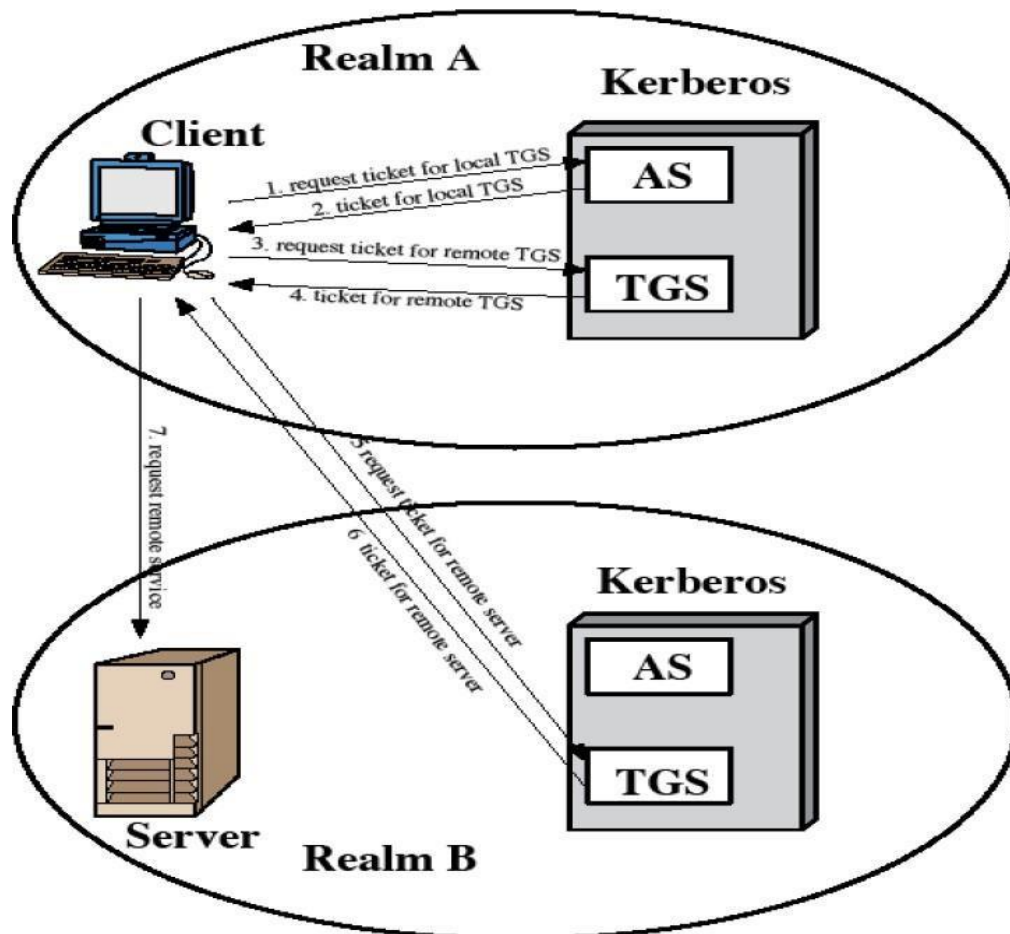 Realm A
Kerberos
Client
1. request ticket for local TGS
AS
2. ticket for local TGS
3. request ticket for remote TGS
TGS
4. ticket for remote TGS
7. request remote service
5 request ticket for remote server
6 ticket for remote server
Kerberos
AS
TGS
Server
Realm B